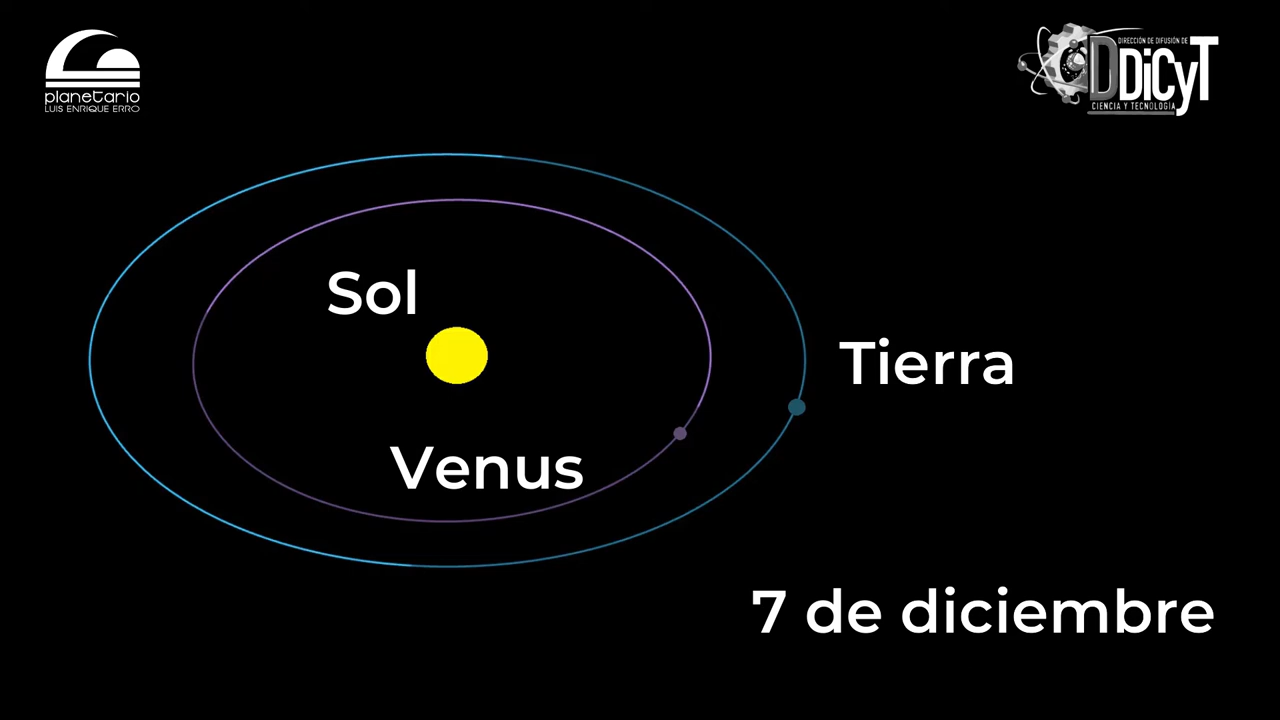 planetario
LUIS ENRIQUE ERRO
DIRECCIÓN DE DIFUSIÓN DE
DDiCyT
CIENCIA Y TECNOLOGÍA
Sol
Tierra
Venus
7 de diciembre